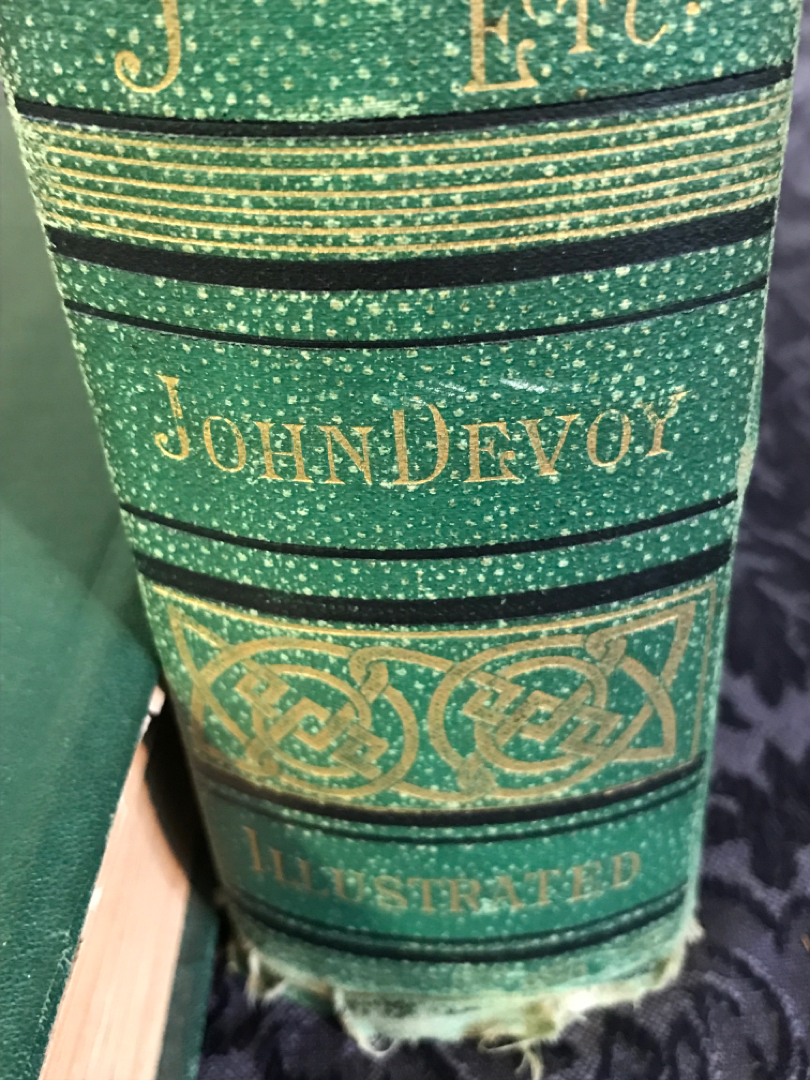 J Etc.
John Devoy
Illustrated